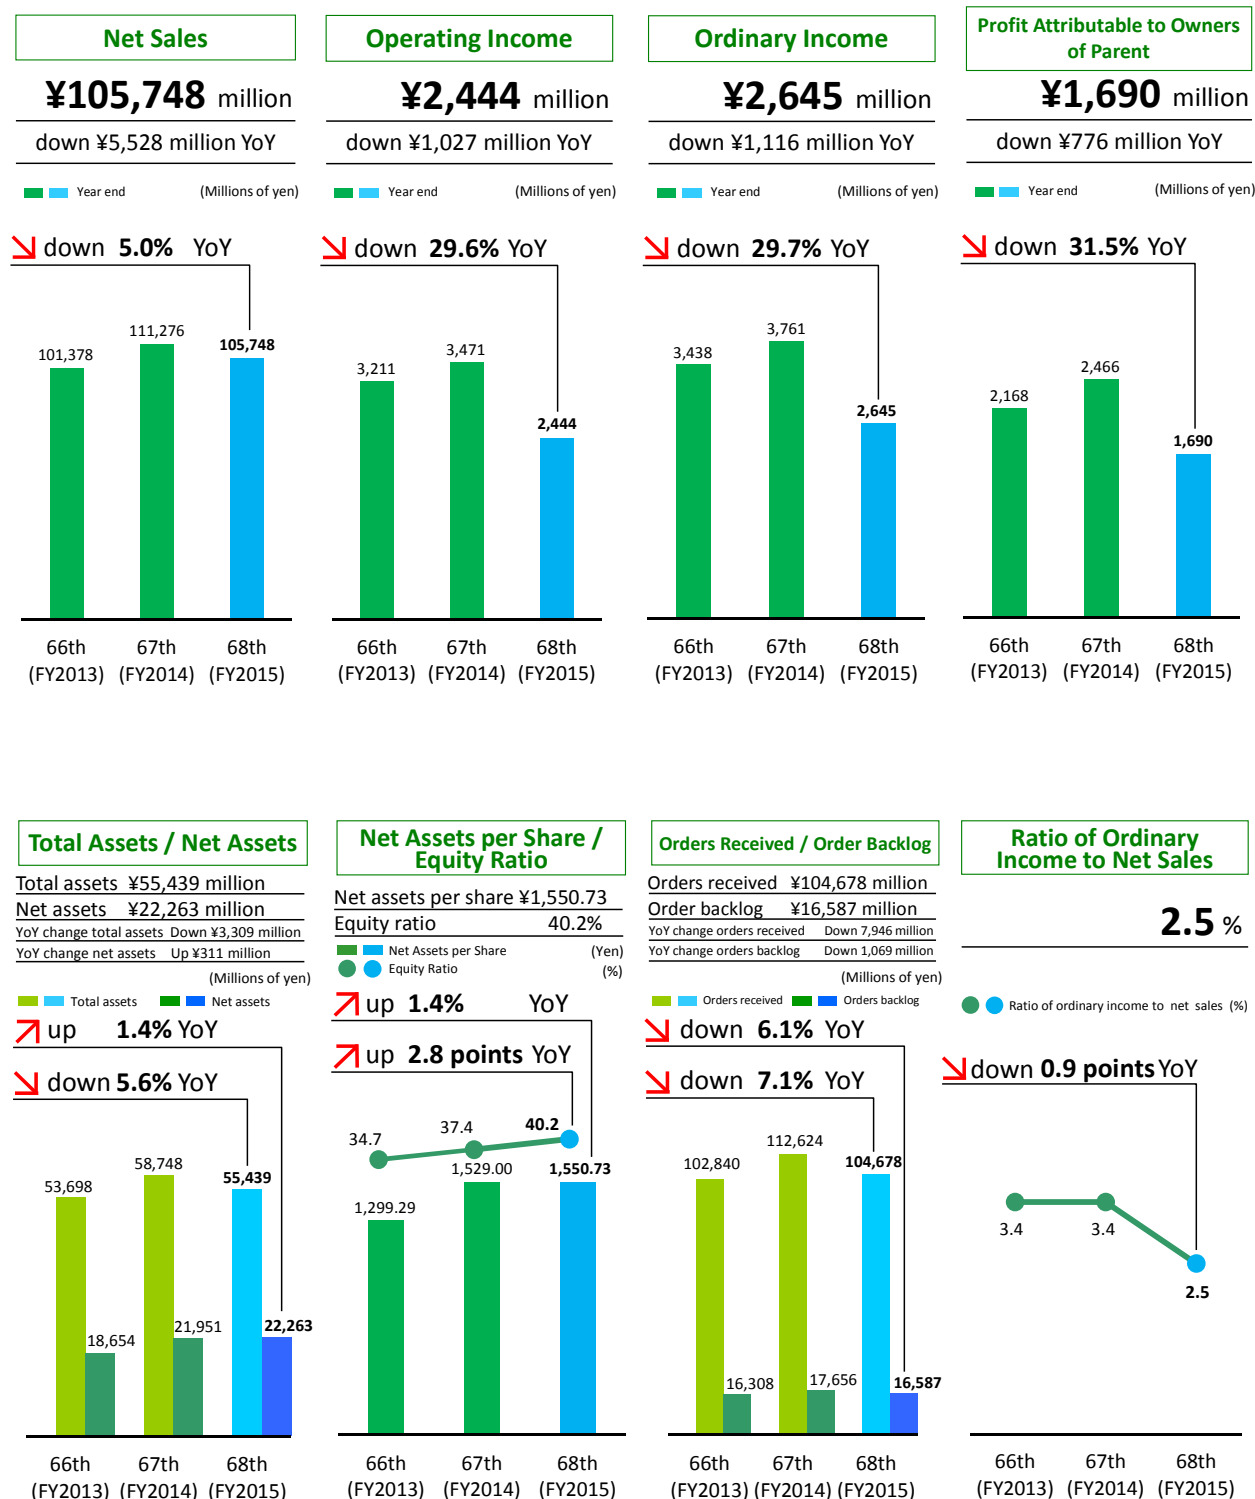 Net Sales
¥105,748 million
down ¥5,528 million YoY
Year end (Millions of yen)
down 5.0% YoY
101,378
111,276
105,748
66th 67th 68th
(FY2013) (FY2014) (FY2015)
Operating Income
¥2,444 million
down ¥1,027 million YoY
Year end (Millions of yen)
down 29.6% YoY
3,211
3,471
2,444
66th 67th 68th
(FY2013) (FY2014) (FY2015)
Ordinary Income
¥2,645 million
down ¥1,116 million YoY
Year end (Millions of yen)
down 29.7% YoY
3,438
3,761
2,645
66th 67th 68th
(FY2013) (FY2014) (FY2015)
Profit Attributable to Owners
of Parent
¥1,690 million
down ¥776 million YoY
Year end (Millions of yen)
down 31.5% YoY
2,168
2,466
1,690
66th 67th 68th
(FY2013) (FY2014) (FY2015)
Total Assets / Net Assets
Total assets ¥55,439 million
Net assets ¥22,263 million
YoY change total assets Down ¥3,309 million
YoY change net assets Up ¥311 million
(Millions of yen)
Total assets Net assets
up 1.4% YoY
down 5.6% YoY
53,698
18,654
58,748
21,951
55,439
22,263
66th 67th 68th
(FY2013) (FY2014) (FY2015)
Net Assets per Share /
Equity Ratio
Net assets per share ¥1,550.73
Equity ratio 40.2%
Net Assets per Share (Yen)
Equity Ratio (%)
up 1.4% YoY
up 2.8 points YoY
34.7
37.4
40.2
1,299.29
1,529.00
1,550.73
66th 67th 68th
(FY2013) (FY2014) (FY2015)
Orders Received / Order Backlog
Orders received ¥104,678 million
Order backlog ¥16,587 million
YoY change orders received Down 7,946 million
YoY change orders backlog Down 1,069 million
(Millions of yen)
Orders received Orders backlog
down 6.1% YoY
down 7.1% YoY
102,840
16,308
112,624
17,656
104,678
16,587
66th 67th 68th
(FY2013) (FY2014) (FY2015)
Ratio of Ordinary
Income to Net Sales
2.5 %
Ratio of ordinary income to net sales (%)
down 0.9 points YoY
3.4
3.4
2.5
66th 67th 68th
(FY2013) (FY2014) (FY2015)